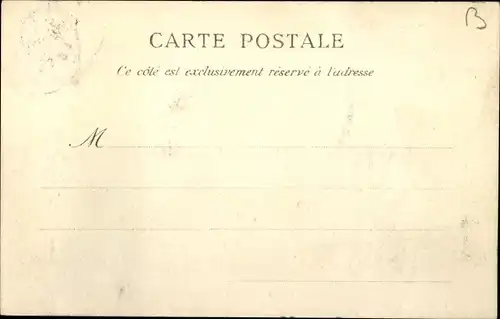 B
CARTE POSTALE
Ce côté est exclusivement réservé à l'adresse
M